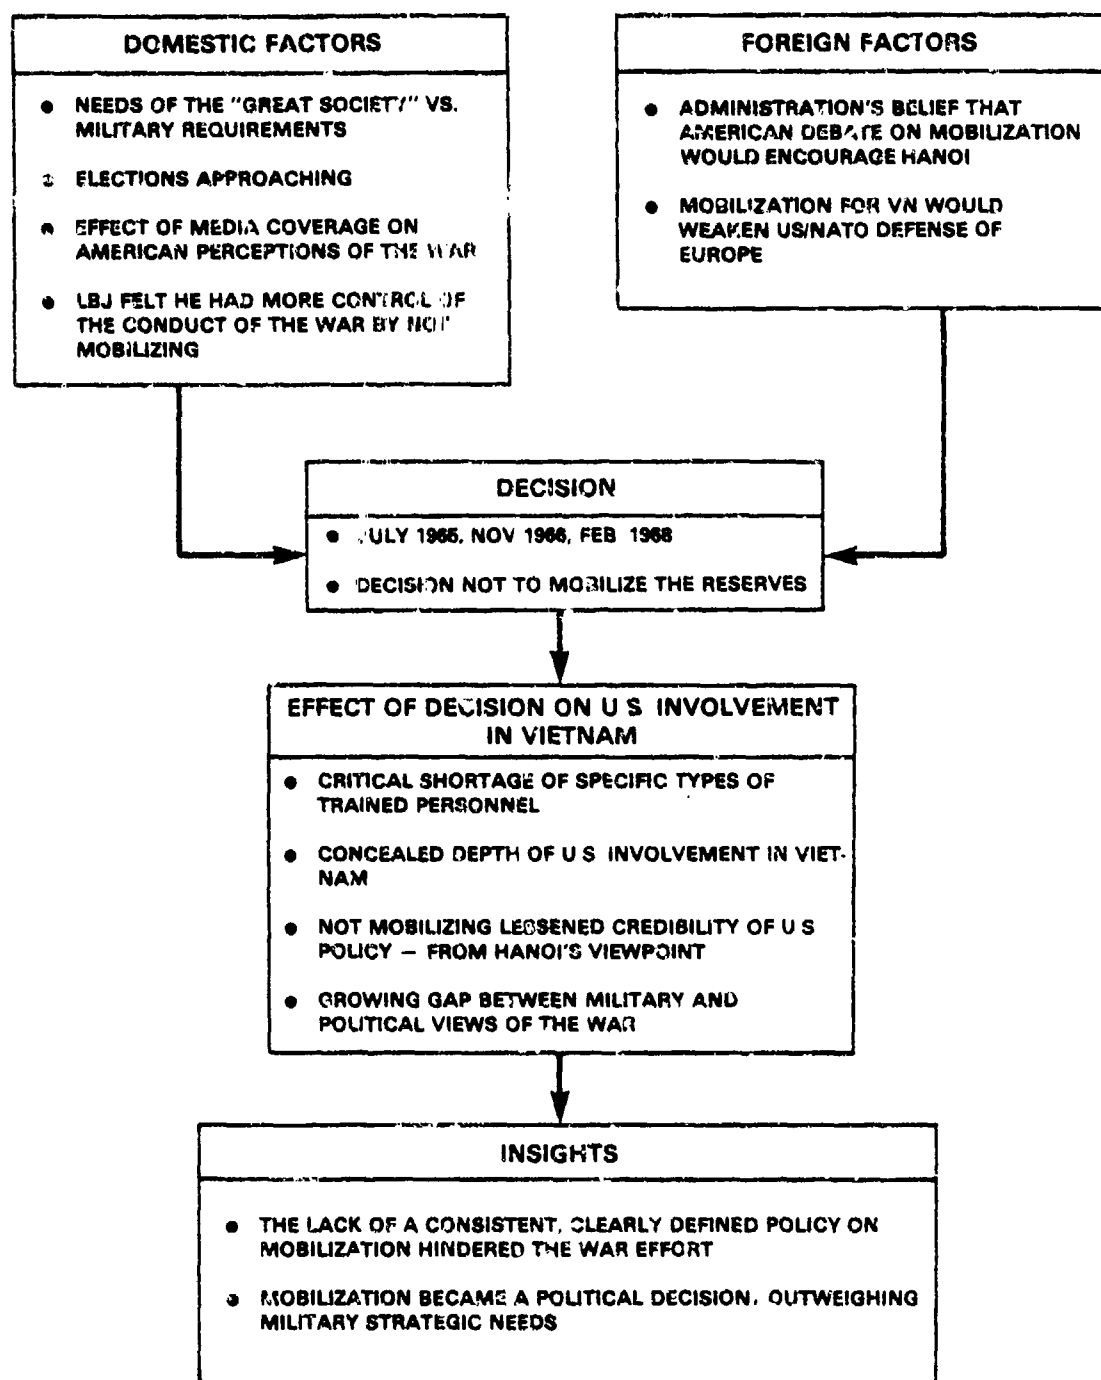 DOMESTIC FACTORS
● NEEDS OF THE "GREAT SOCIETY" VS.
MILITARY REQUIREMENTS
● ELECTIONS APPROACHING
● EFFECT OF MEDIA COVERAGE ON
AMERICAN PERCEPTIONS OF THE WAR
● LBJ FELT HE HAD MORE CONTROL OF
THE CONDUCT OF THE WAR BY NOT
MOBILIZING
FOREIGN FACTORS
● ADMINISTRATION'S BELIEF THAT
AMERICAN DEBATE ON MOBILIZATION
WOULD ENCOURAGE HANOI
● MOBILIZATION FOR VN WOULD
WEAKEN US/NATO DEFENSE OF
EUROPE
DECISION
● JULY 1965, NOV 1966, FEB 1968
● DECISION NOT TO MOBILIZE THE RESERVES
EFFECT OF DECISION ON U S INVOLVEMENT
IN VIETNAM
● CRITICAL SHORTAGE OF SPECIFIC TYPES OF
TRAINED PERSONNEL
● CONCEALED DEPTH OF U S INVOLVEMENT IN VIET-
NAM
● NOT MOBILIZING LESSENED CREDIBILITY OF U S
POLICY — FROM HANOI'S VIEWPOINT
● GROWING GAP BETWEEN MILITARY AND
POLITICAL VIEWS OF THE WAR
INSIGHTS
● THE LACK OF A CONSISTENT, CLEARLY DEFINED POLICY ON
MOBILIZATION HINDERED THE WAR EFFORT
● MOBILIZATION BECAME A POLITICAL DECISION, OUTWEIGHING
MILITARY STRATEGIC NEEDS